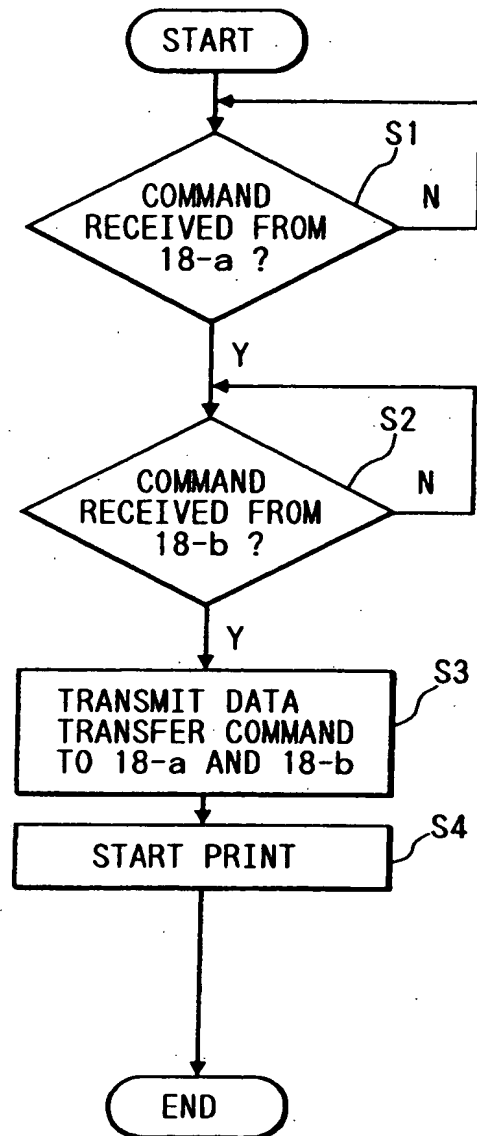 START
S1
COMMAND
RECEIVED FROM
18-a ?
N
Y
S2
COMMAND
RECEIVED FROM
18-b ?
N
Y
S3
TRANSMIT DATA
TRANSFER COMMAND
TO 18-a AND 18-b
S4
START PRINT
END